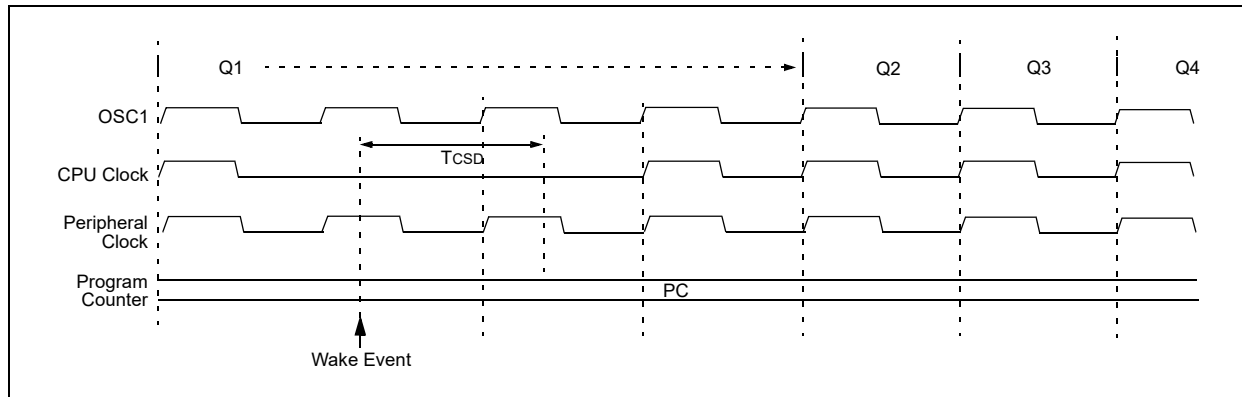 Q1
Q2
Q3
Q4
OSC1
TCSD
CPU Clock
Peripheral
Clock
Program
Counter
PC
Wake Event